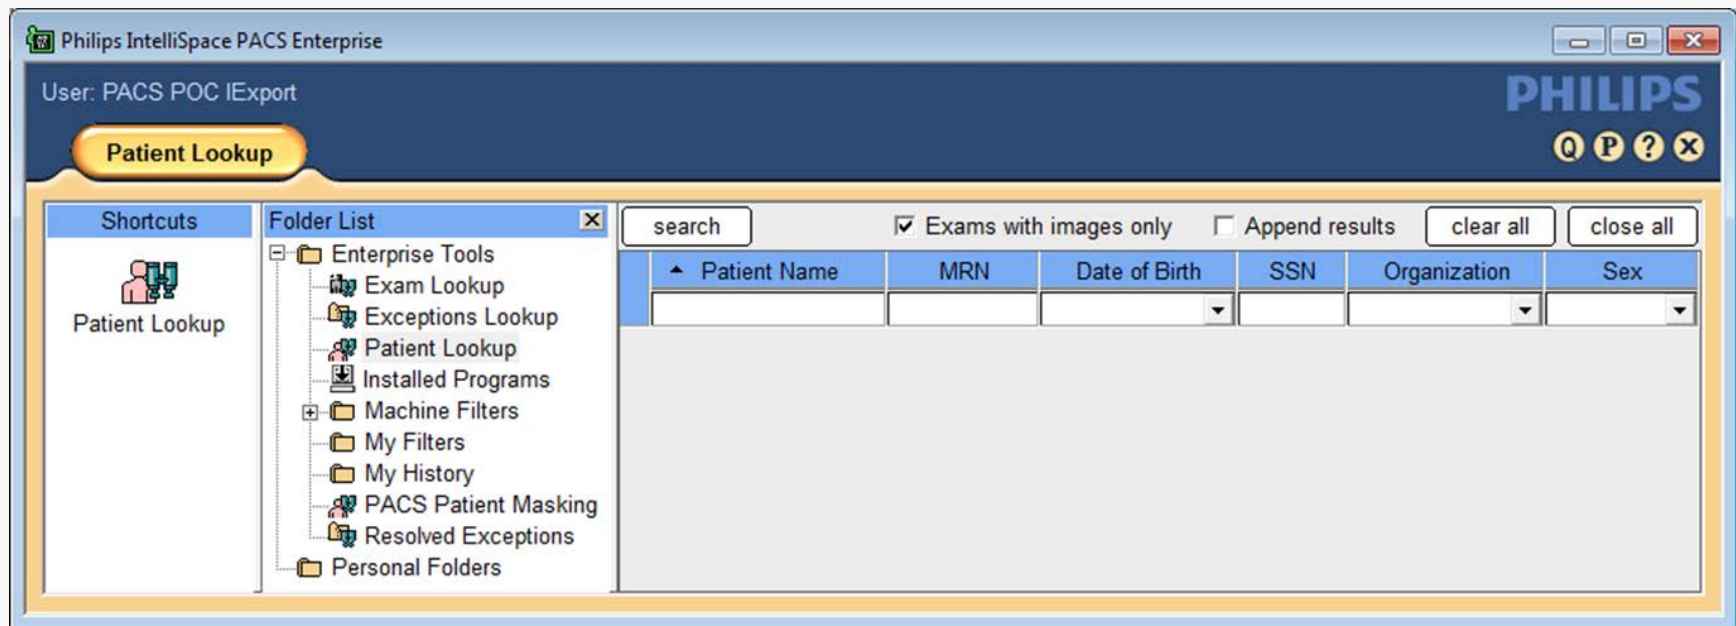 Philips IntelliSpace PACS Enterprise
User: PACS POC IExport
PHILIPS
Patient Lookup
Q P ? X
Shortcuts
Patient Lookup
Folder List
Enterprise Tools
Exam Lookup
Exceptions Lookup
Patient Lookup
Installed Programs
Machine Filters
My Filters
My History
PACS Patient Masking
Resolved Exceptions
Personal Folders
search Exams with images only Append results clear all close all
Patient Name MRN Date of Birth SSN Organization Sex